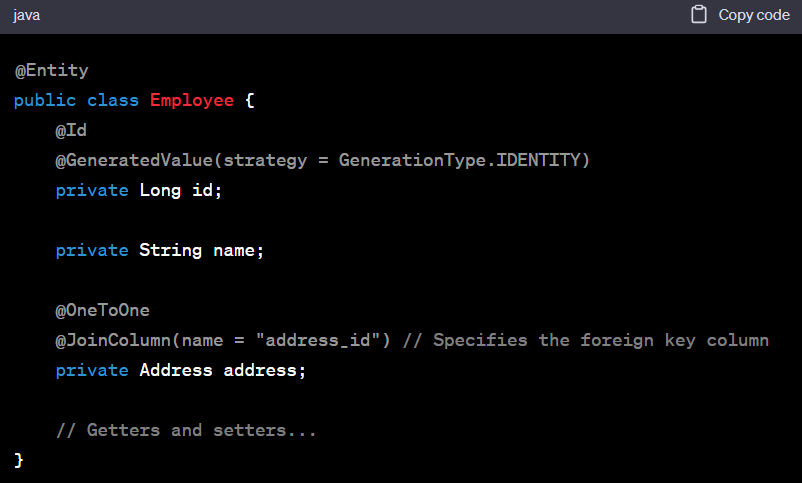 java
Copy code
@Entity
public class Employee {
@Id
@GeneratedValue(strategy = GenerationType.IDENTITY)
private Long id;
private String name;
@OneToOne
@JoinColumn(name = "address_id") // Specifies the foreign key column
private Address address;
// Getters and setters...
}